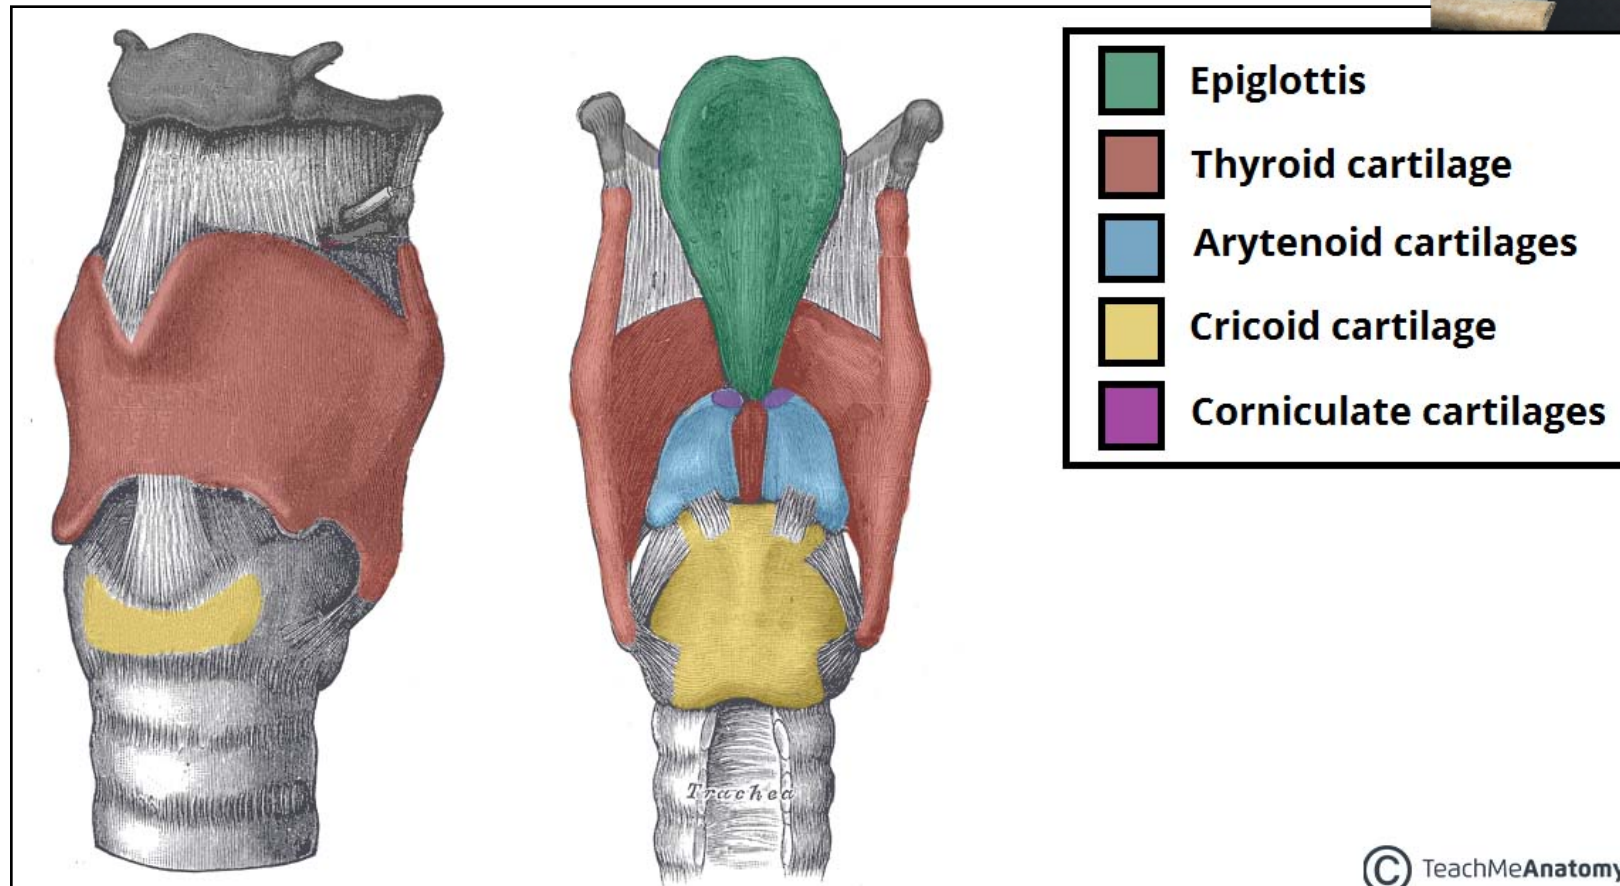 Epiglottis
Thyroid cartilage
Arytenoid cartilages
Cricoid cartilage
Corniculate cartilages
Trachea
© TeachMeAnatomy